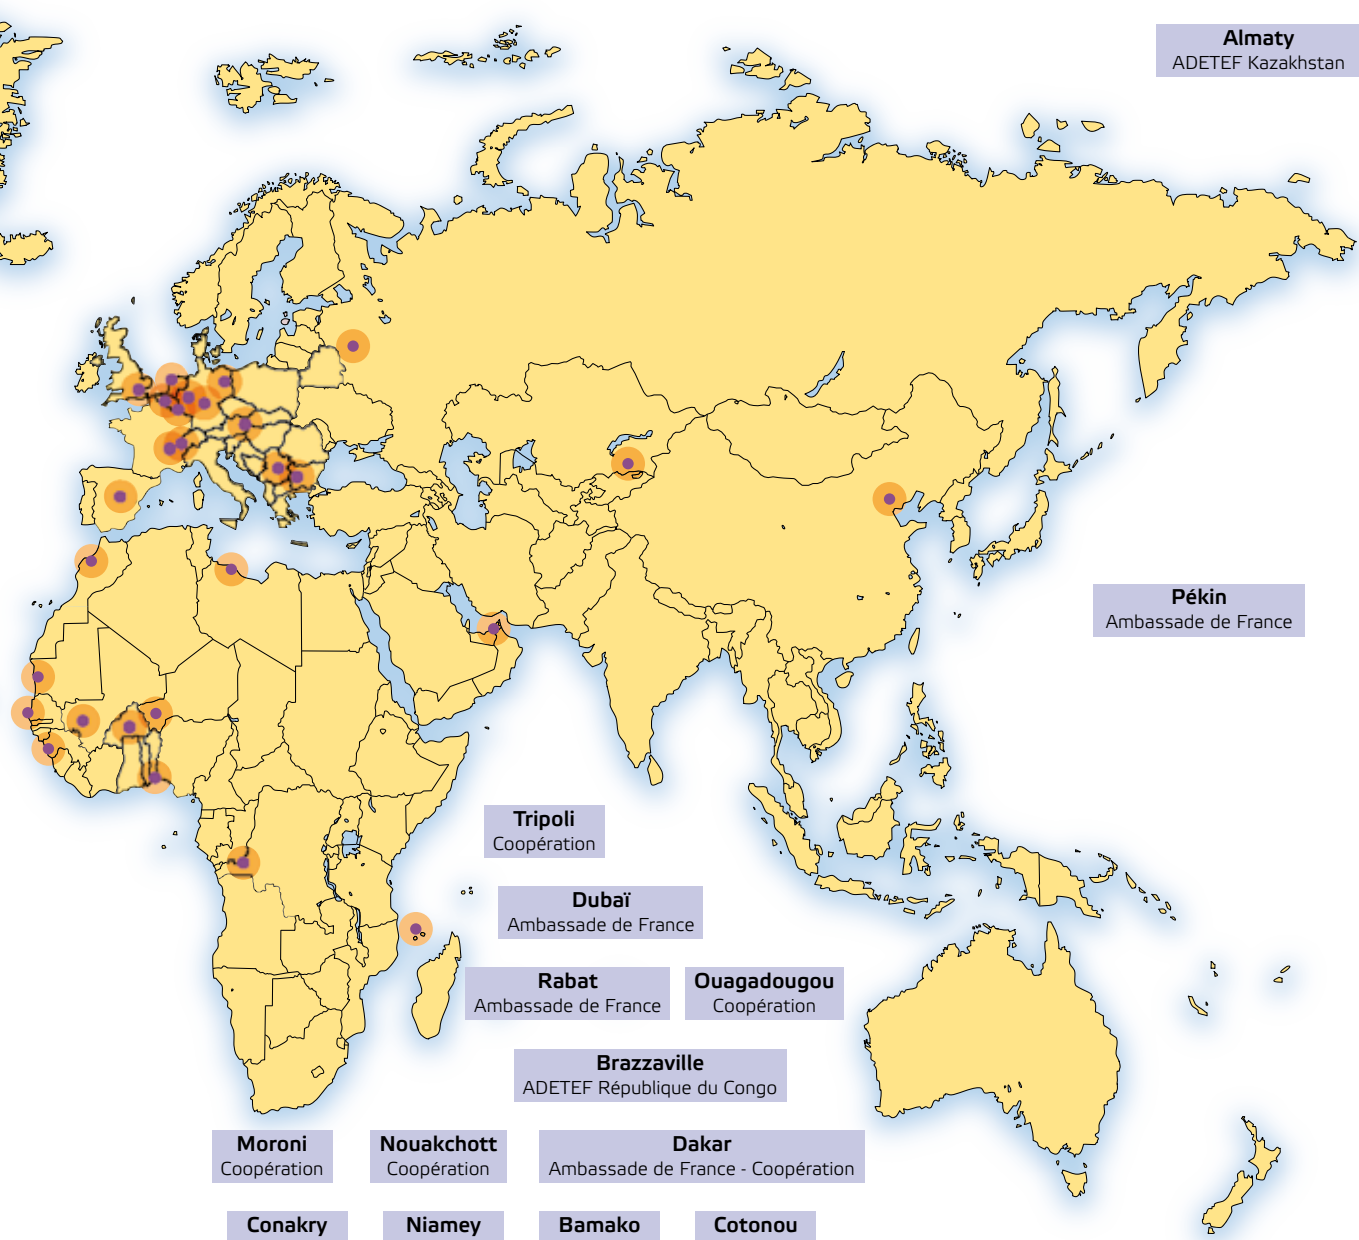 Almaty
ADETEF Kazakhstan
Pékin
Ambassade de France
Tripoli
Coopération
Dubaï
Ambassade de France
Rabat
Ambassade de France
Ouagadougou
Coopération
Brazzaville
ADETEF République du Congo
Moroni
Coopération
Nouakchott
Coopération
Dakar
Ambassade de France - Coopération
Conakry
Niamey
Bamako
Cotonou